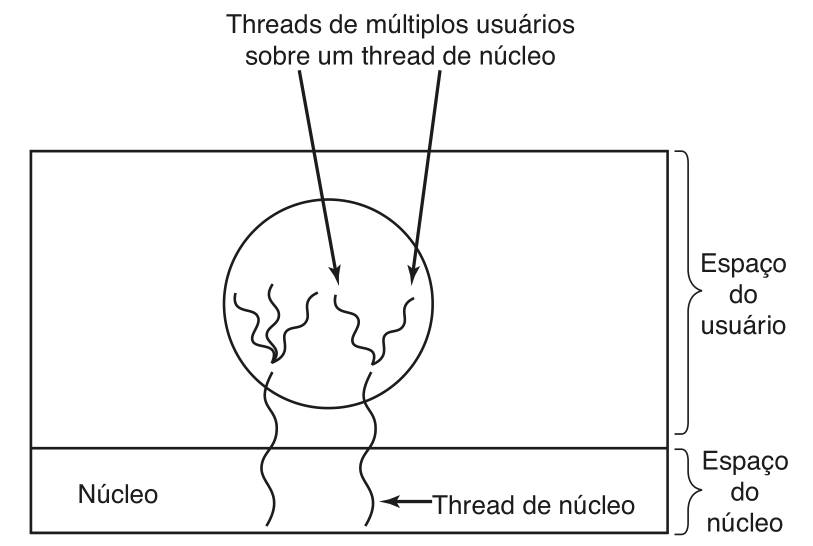 Threads de múltiplos usuários
sobre um thread de núcleo
Espaço
do
usuário
Núcleo
Thread de núcleo
Espaço
do
núcleo